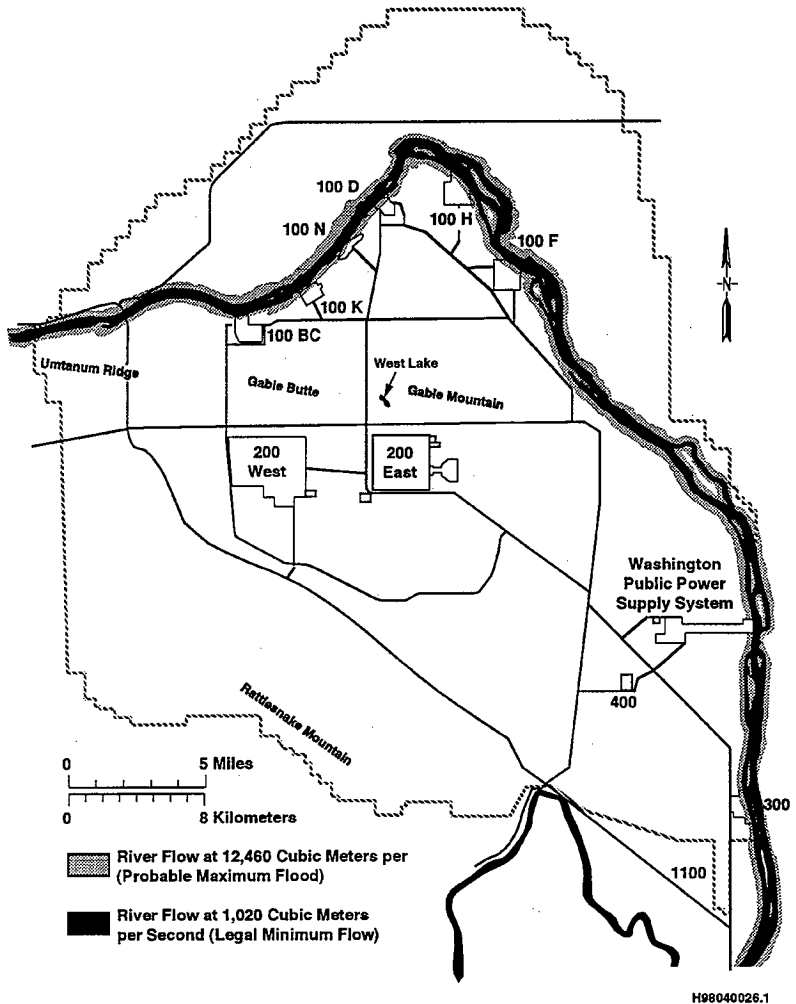 100 D
100 N
100 H
100 F
100 K
100 BC
N
Umtanum Ridge
West Lake
Gable Butte
Gable Mountain
200
West
200
East
Washington
Public Power
Supply System
400
Rattlesnake Mountain
0 5 Miles
0 8 Kilometers
300
1100
River Flow at 12,460 Cubic Meters per
(Probable Maximum Flood)
River Flow at 1,020 Cubic Meters
per Second (Legal Minimum Flow)
H98040026.1